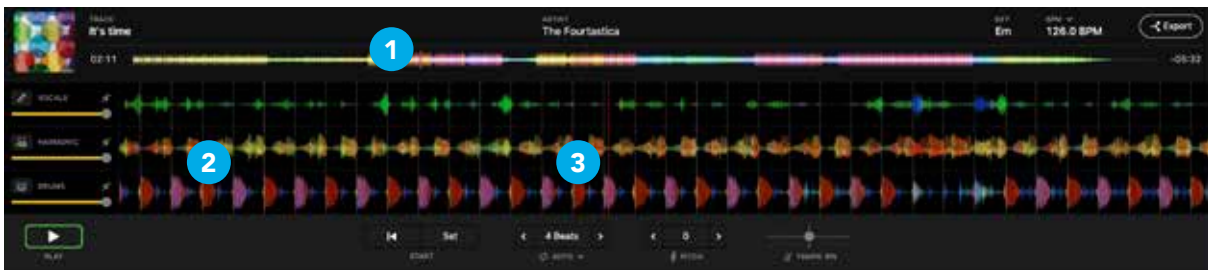 TRACK ARTIST KEY BPM
It's time The Fourtastica Em 126.0 BPM Export
1
02:11 -05:32
VOCALS
HARMONIC
2 3
DRUMS
Set 4 Beats 0
PLAY START AUTO PITCH TEMPO 0%